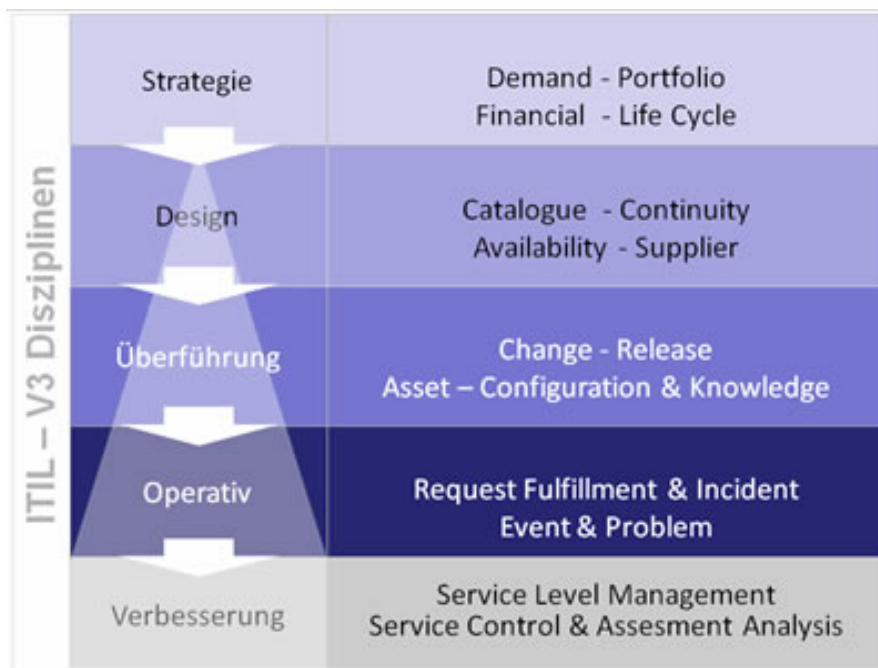 ITIL – V3 Disziplinen
Strategie
Demand - Portfolio
Financial - Life Cycle
Design
Catalogue - Continuity
Availability - Supplier
Überführung
Change - Release
Asset – Configuration & Knowledge
Operativ
Request Fulfillment & Incident
Event & Problem
Verbesserung
Service Level Management
Service Control & Assesment Analysis